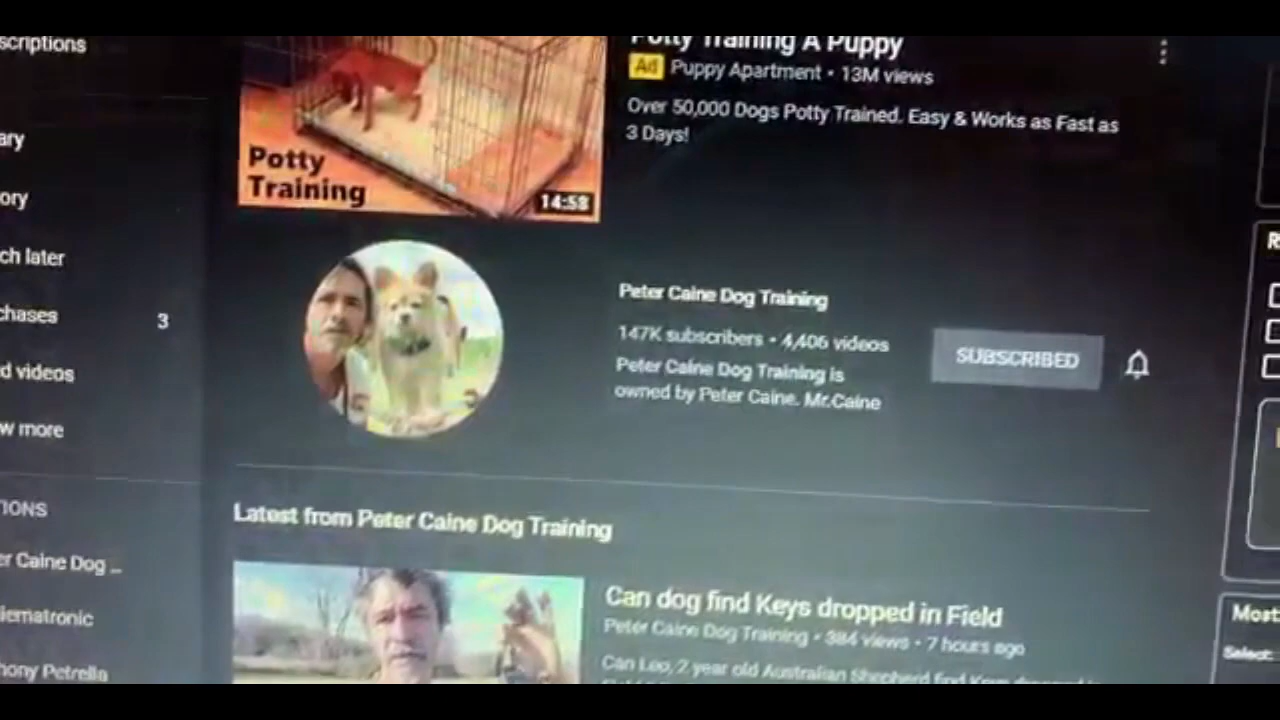 scriptions
ary
ory
ch later
chases 3
d videos
w more
TIONS
er Caine Dog ...
iematronic
hony Petrella
Potty
Training
14:58
Potty Training A Puppy
Ad Puppy Apartment • 13M views
Over 50,000 Dogs Potty Trained. Easy & Works as Fast as
3 Days!
Peter Caine Dog Training
147K subscribers • 4,406 videos
Peter Caine Dog Training is
owned by Peter Caine. Mr.Caine
SUBSCRIBED
Latest from Peter Caine Dog Training
Can dog find Keys dropped in Field
Peter Caine Dog Training • 384 views • 7 hours ago
Can Leo, 2 year old Australian Shepherd find Keys dropped in
R
Most
Select: